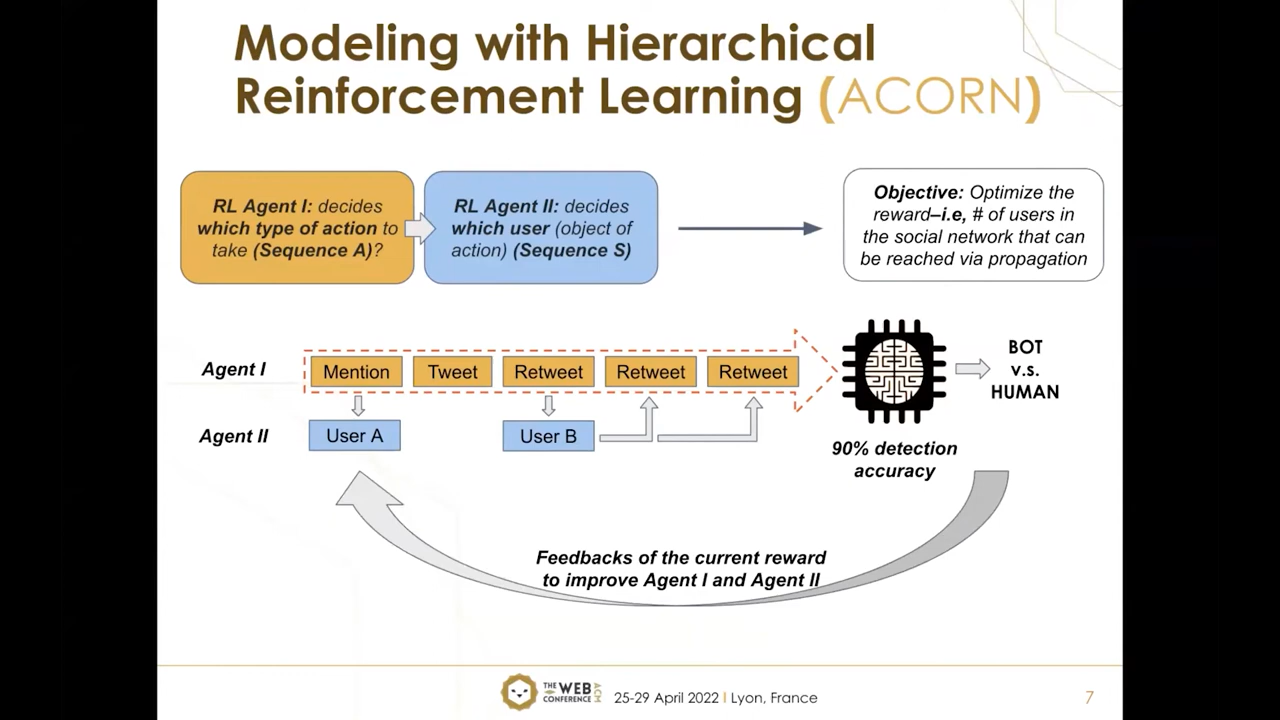 Modeling with Hierarchical
Reinforcement Learning (ACORN)
RL Agent I: decides
which type of action to
take (Sequence A)?
RL Agent II: decides
which user (object of
action) (Sequence S)
Objective: Optimize the
reward–i.e, # of users in
the social network that can
be reached via propagation
Agent I
Mention
Tweet
Retweet
Retweet
Retweet
BOT
v.s.
HUMAN
Agent II
User A
User B
90% detection
accuracy
Feedbacks of the current reward
to improve Agent I and Agent II
THE WEB CONFERENCE ACM
25-29 April 2022 I Lyon, France
7